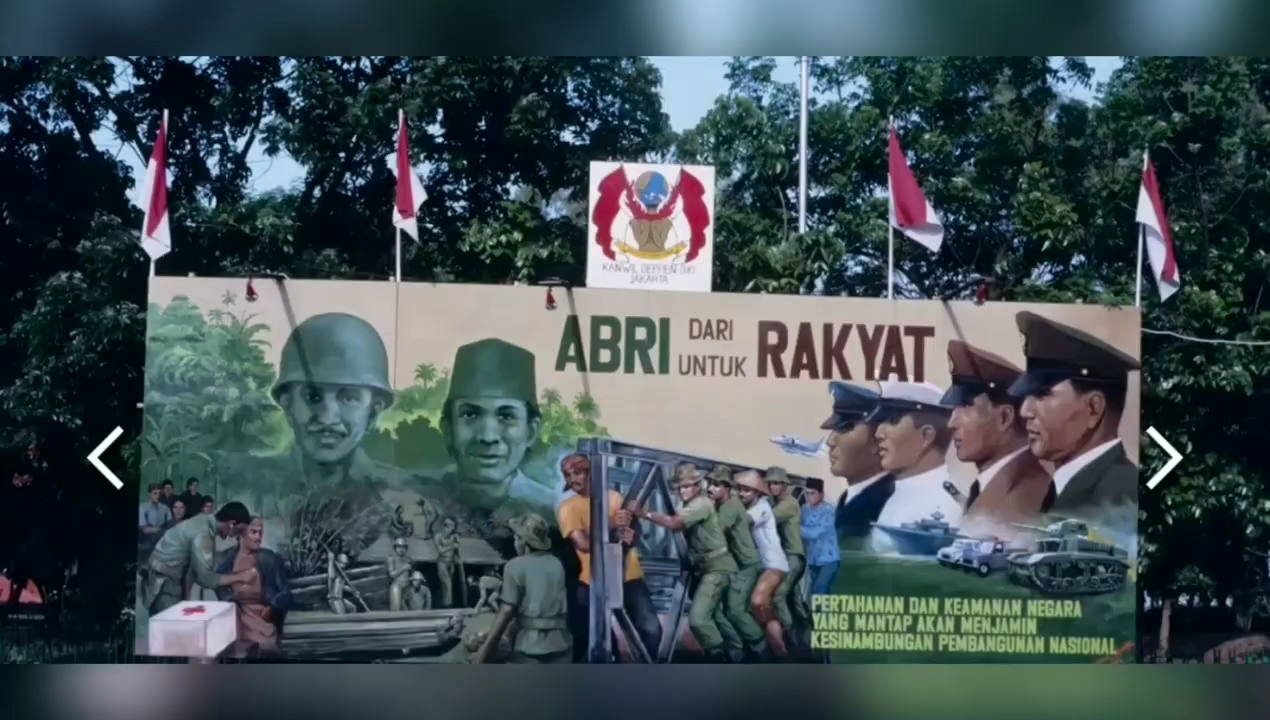 KANWIL DEPPEN DKI
JAKARTA
ABRI DARI UNTUK RAKYAT
PERTAHANAN DAN KEAMANAN NEGARA
YANG MANTAP AKAN MENJAMIN
KESINAMBUNGAN PEMBANGUNAN NASIONAL